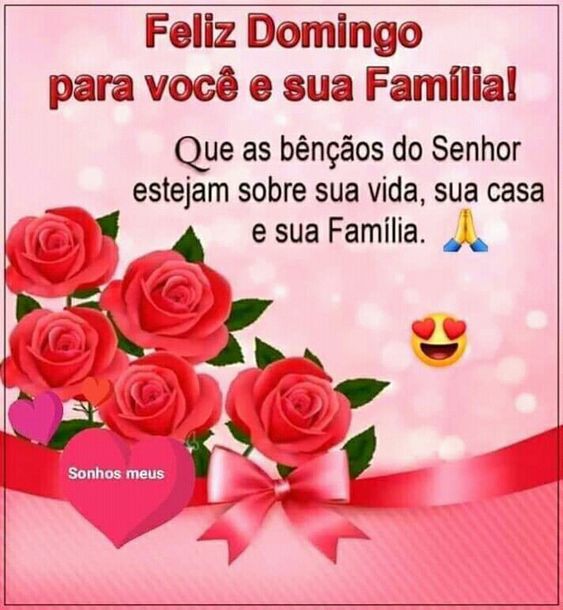 Feliz Domingo
para você e sua Família!
Que as bênçãos do Senhor
estejam sobre sua vida, sua casa
e sua Família. 🙏
Sonhos meus